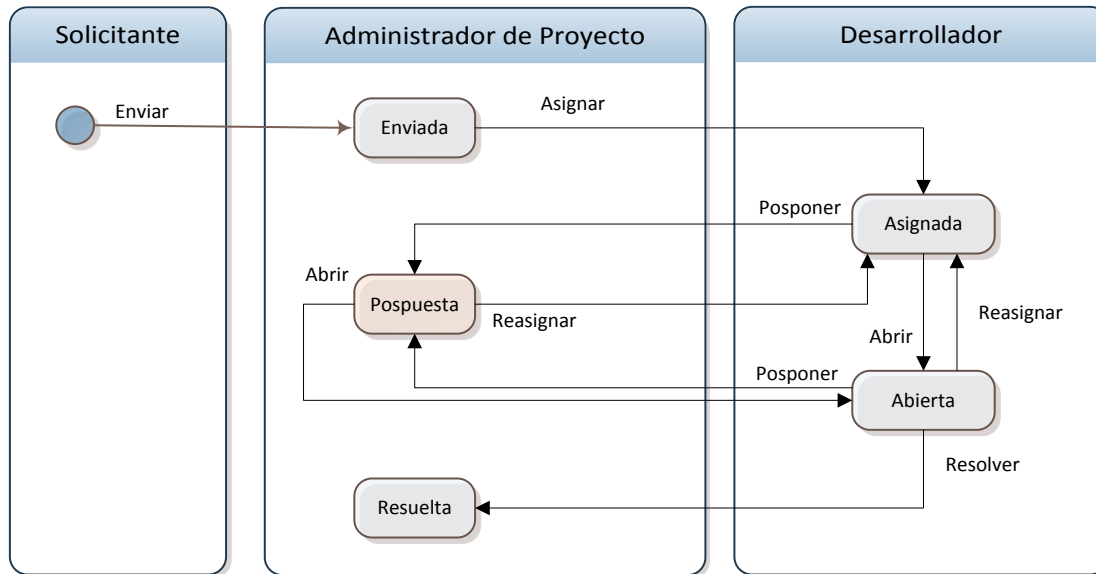 Solicitante
Administrador de Proyecto
Desarrollador
Enviar
Asignar
Enviada
Posponer
Asignada
Abrir
Pospuesta
Reasignar
Reasignar
Abrir
Posponer
Abierta
Resolver
Resuelta